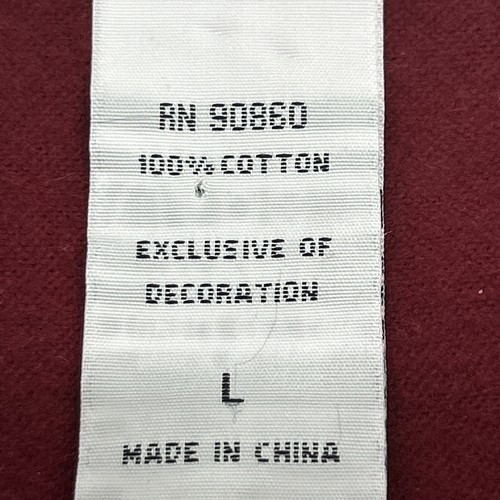 RN 90860
100% COTTON
EXCLUSIVE OF
DECORATION
L
MADE IN CHINA